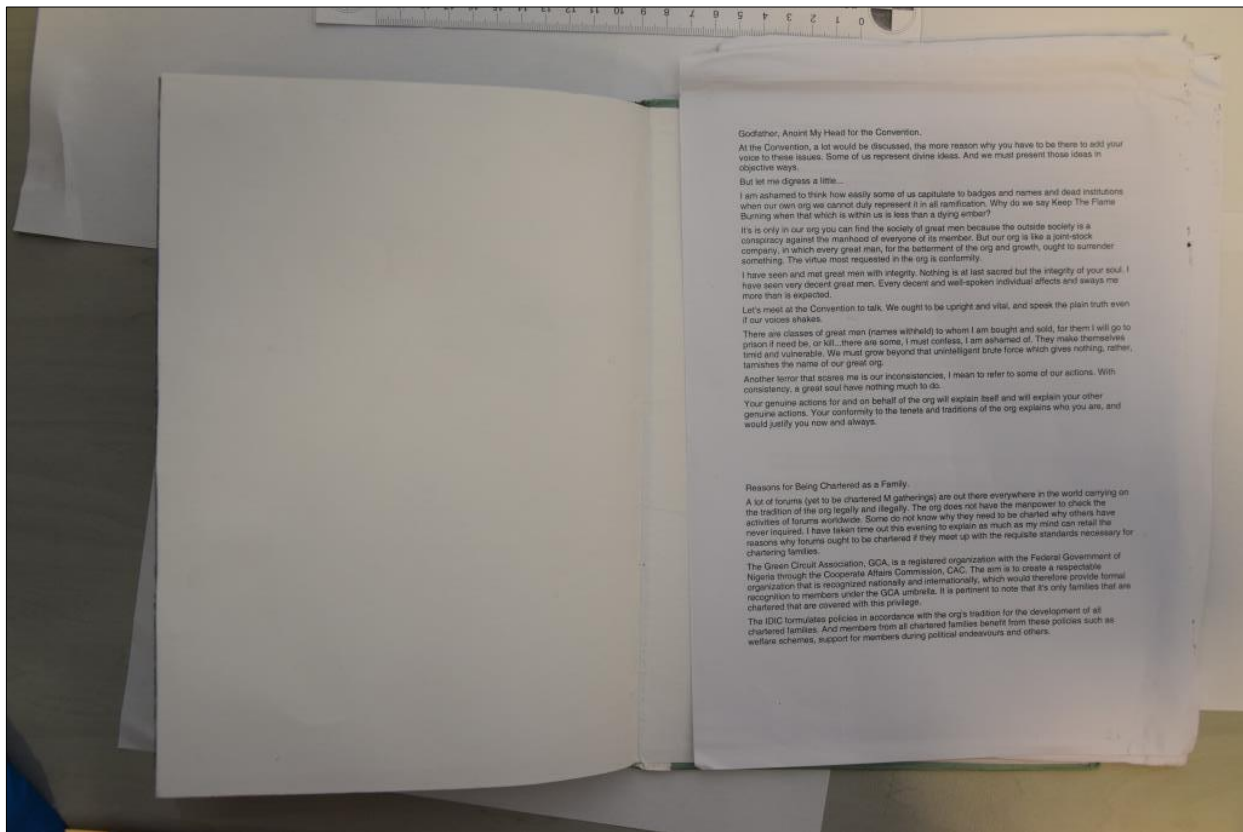 15 14 13 12 11 10 9 8 7 6 5 4 3 2 1 0
Godfather, Anoint My Head for the Convention.
At the Convention, a lot would be discussed, the more reason why you have to be there to add your
voice to these issues. Some of us represent divine ideas. And we must present those ideas in
objective ways.
But let me digress a little...
I am ashamed to think how easily some of us capitulate to badges and names and dead institutions
when our own org we cannot duly represent it in all ramification. Why do we say Keep The Flame
Burning when that which is within us is less than a dying ember?
It's is only in our org you can find the society of great men because the outside society is a
conspiracy against the manhood of everyone of its member. But our org is like a joint-stock
company, in which every great man, for the betterment of the org and growth, ought to surrender
something. The virtue most requested in the org is conformity.
I have seen and met great men with integrity. Nothing is at last sacred but the integrity of your soul. I
have seen very decent great men. Every decent and well-spoken individual affects and sways me
more than is expected.
Let's meet at the Convention to talk. We ought to be upright and vital, and speak the plain truth even
if our voices shakes.
There are classes of great men (names withheld) to whom I am bought and sold, for them I will go to
prison if need be, or kill...there are some, I must confess, I am ashamed of. They make themselves
timid and vulnerable. We must grow beyond that unintelligent brute force which gives nothing, rather,
tarnishes the name of our great org.
Another terror that scares me is our inconsistencies, I mean to refer to some of our actions. With
consistency, a great soul have nothing much to do.
Your genuine actions for and on behalf of the org will explain itself and will explain your other
genuine actions. Your conformity to the tenets and traditions of the org explains who you are, and
would justify you now and always.
Reasons for Being Chartered as a Family.
A lot of forums (yet to be chartered M gatherings) are out there everywhere in the world carrying on
the tradition of the org legally and illegally. The org does not have the manpower to check the
activities of forums worldwide. Some do not know why they need to be charted why others have
never inquired. I have taken time out this evening to explain as much as my mind can retail the
reasons why forums ought to be chartered if they meet up with the requisite standards necessary for
chartering families.
The Green Circuit Association, GCA, is a registered organization with the Federal Government of
Nigeria through the Cooperate Affairs Commission, CAC. The aim is to create a respectable
organization that is recognized nationally and internationally, which would therefore provide formal
recognition to members under the GCA umbrella. It is pertinent to note that it's only families that are
chartered that are covered with this privilege.
The IDIC formulates policies in accordance with the org's tradition for the development of all
chartered families. And members from all chartered families benefit from these policies such as
welfare schemes, support for members during political endeavours and others.